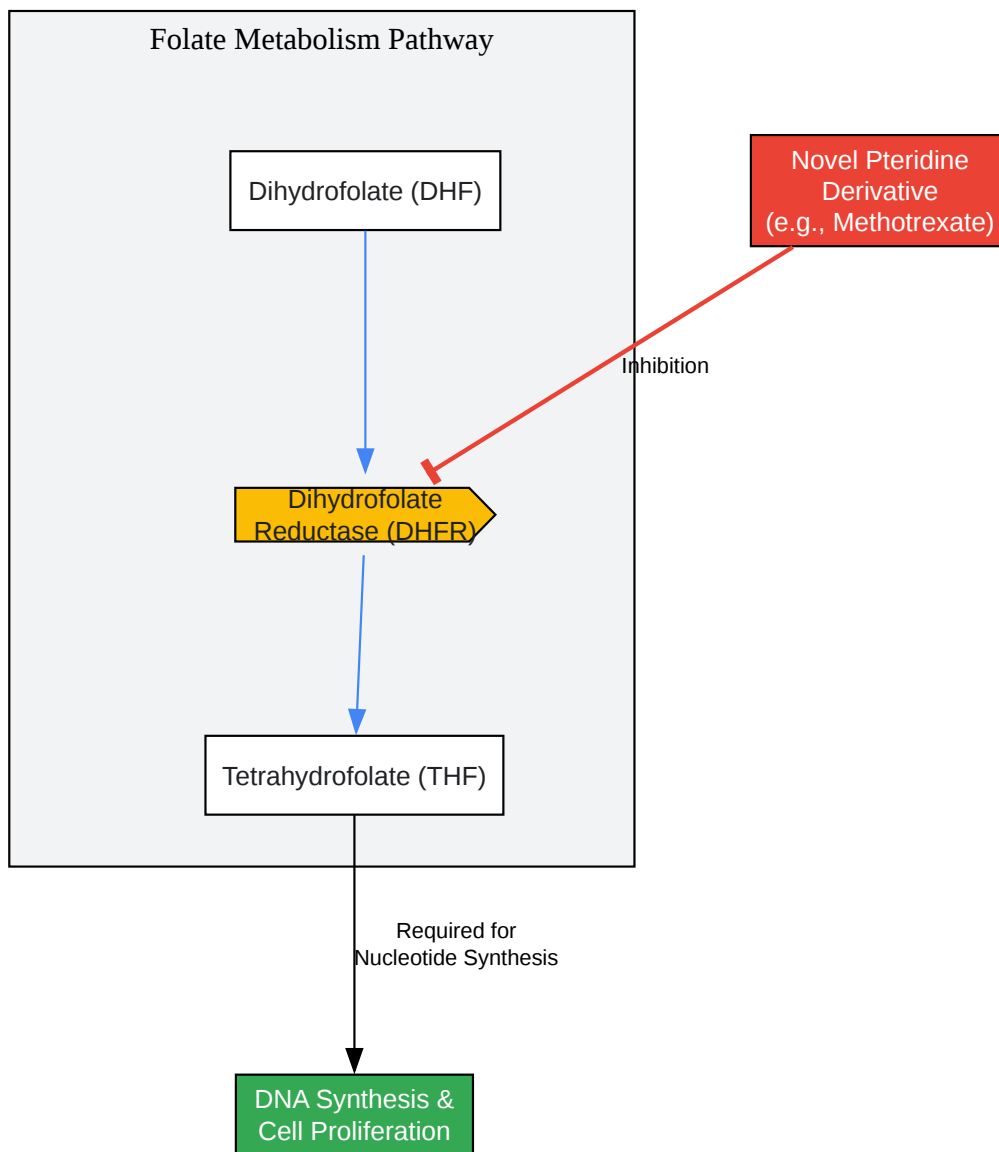 Folate Metabolism Pathway
Dihydrofolate (DHF)
Novel Pteridine
Derivative
(e.g., Methotrexate)
Inhibition
Dihydrofolate
Reductase (DHFR)
Tetrahydrofolate (THF)
Required for
Nucleotide Synthesis
DNA Synthesis &
Cell Proliferation